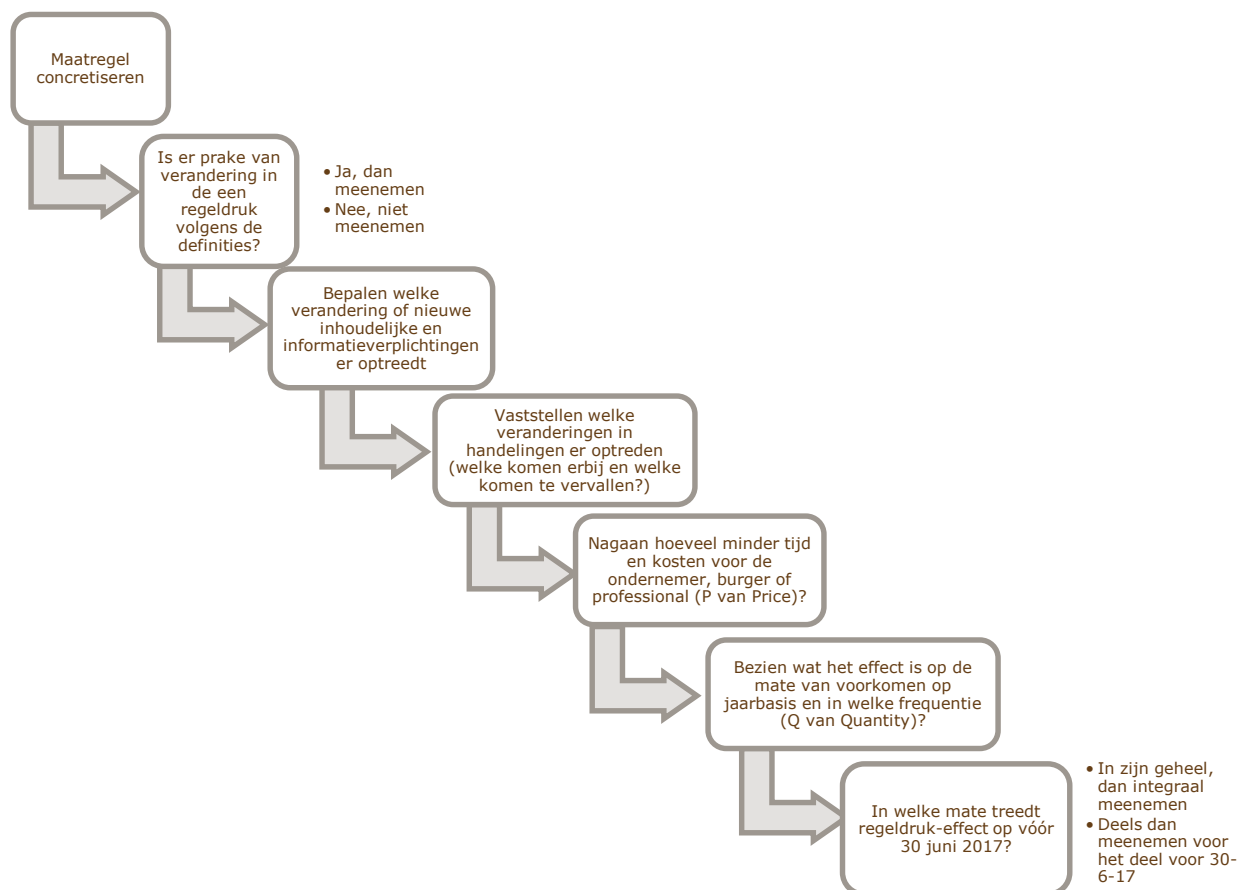 Maatregel
concretiseren
Is er prake van
verandering in
de een
regeldruk
volgens de
definities?
• Ja, dan
meenemen
• Nee, niet
meenemen
Bepalen welke
verandering of nieuwe
inhoudelijke en
informatieverplichtingen
er optreedt
Vaststellen welke
veranderingen in
handelingen er optreden
(welke komen erbij en welke
komen te vervallen?)
Nagaan hoeveel minder tijd
en kosten voor de
ondernemer, burger of
professional (P van Price)?
Bezien wat het effect is op de
mate van voorkomen op
jaarbasis en in welke frequentie
(Q van Quantity)?
In welke mate treedt
regeldruk-effect op vóór
30 juni 2017?
• In zijn geheel,
dan integraal
meenemen
• Deels dan
meenemen voor
het deel voor 30-
6-17